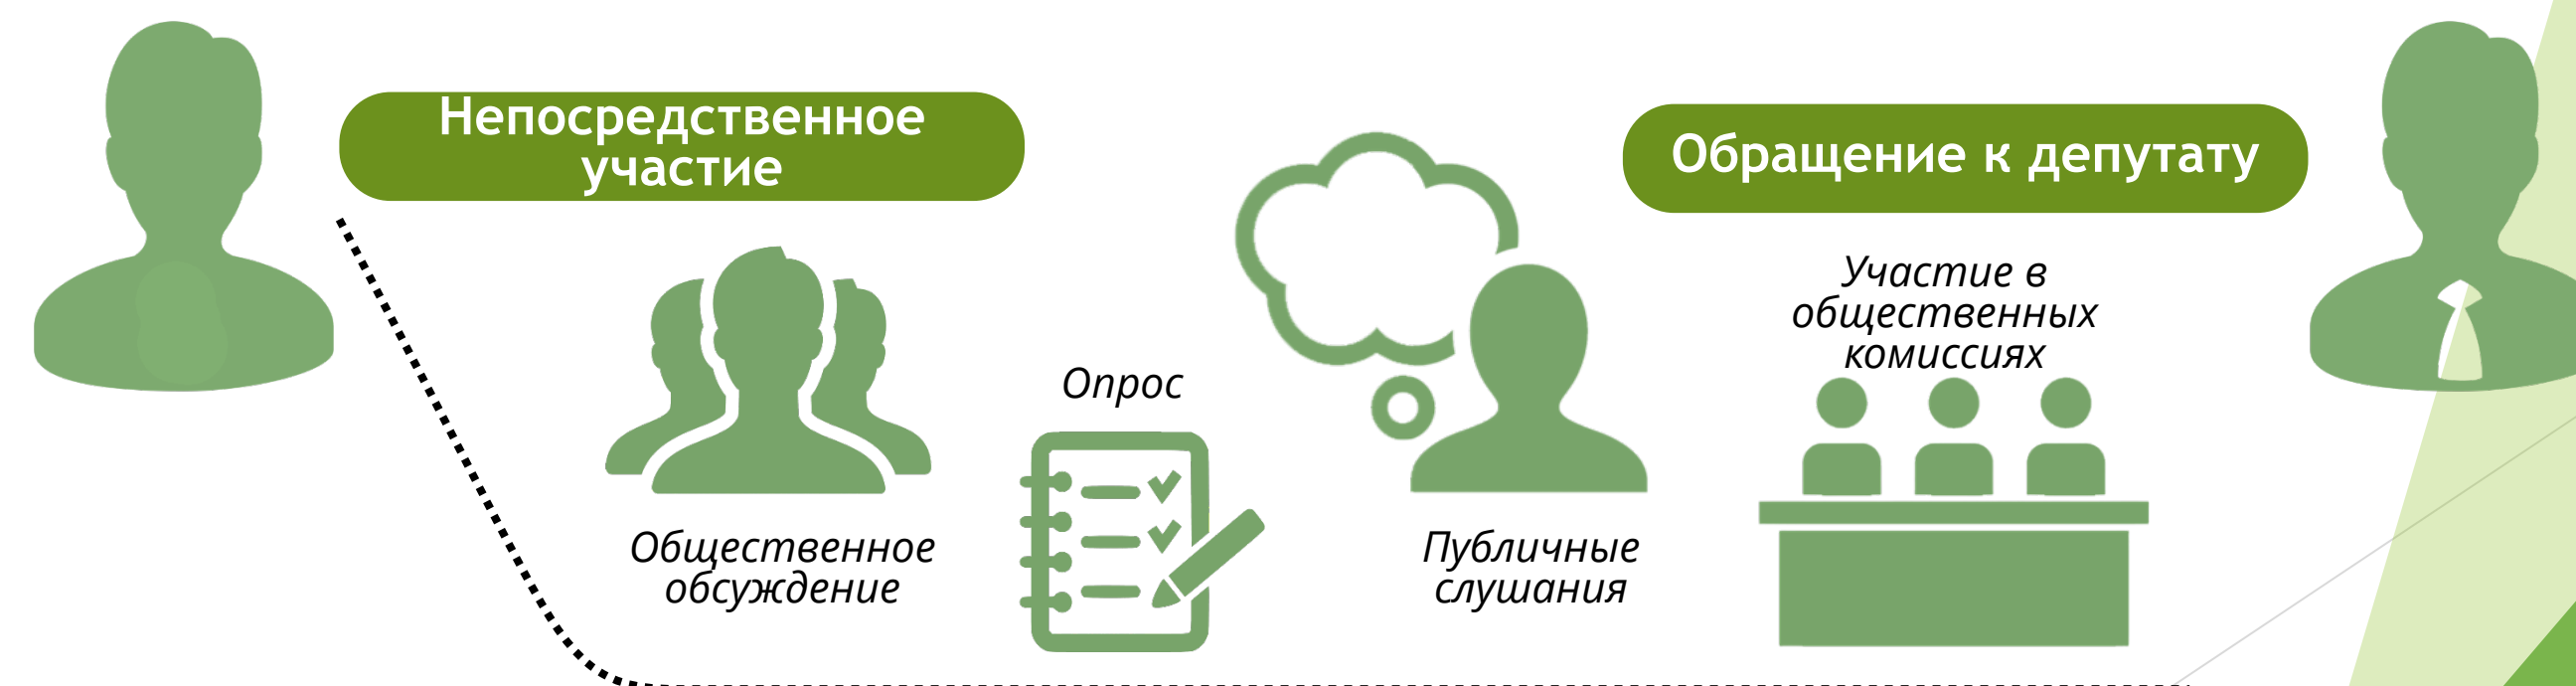 Непосредственное
участие
Обращение к депутату
Участие в
общественных
комиссиях
Опрос
Общественное
обсуждение
Публичные
слушания